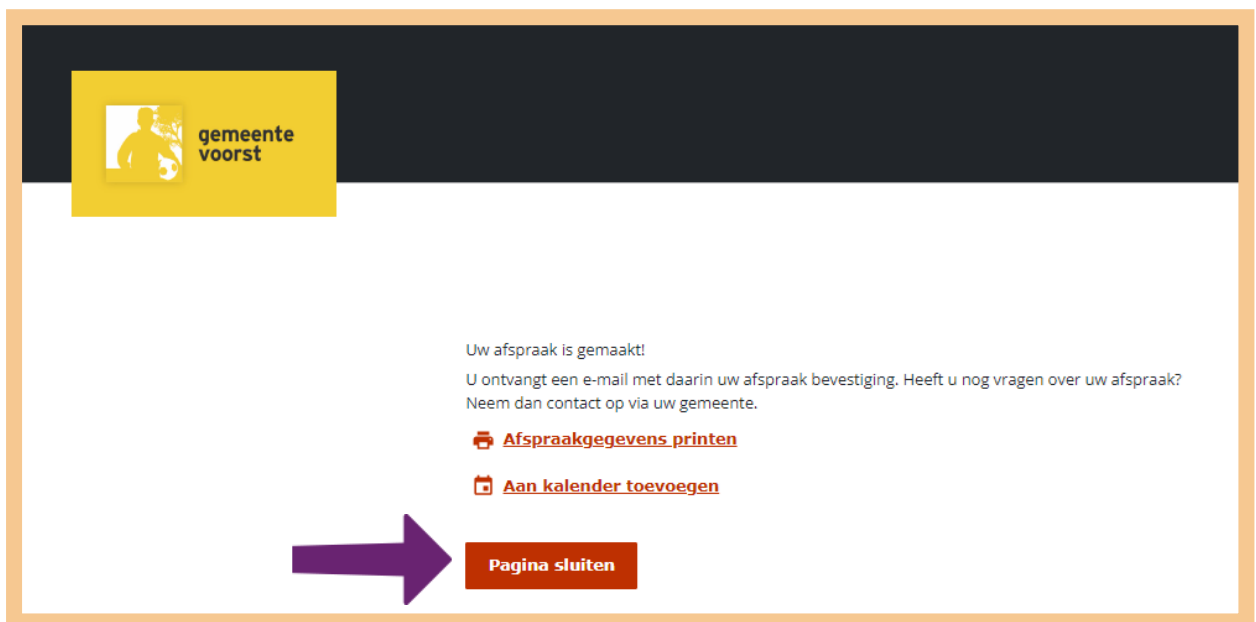 gemeente
voorst
Uw afspraak is gemaakt!
U ontvangt een e-mail met daarin uw afspraak bevestiging. Heeft u nog vragen over uw afspraak?
Neem dan contact op via uw gemeente.
Afspraakgegevens printen
Aan kalender toevoegen
Pagina sluiten